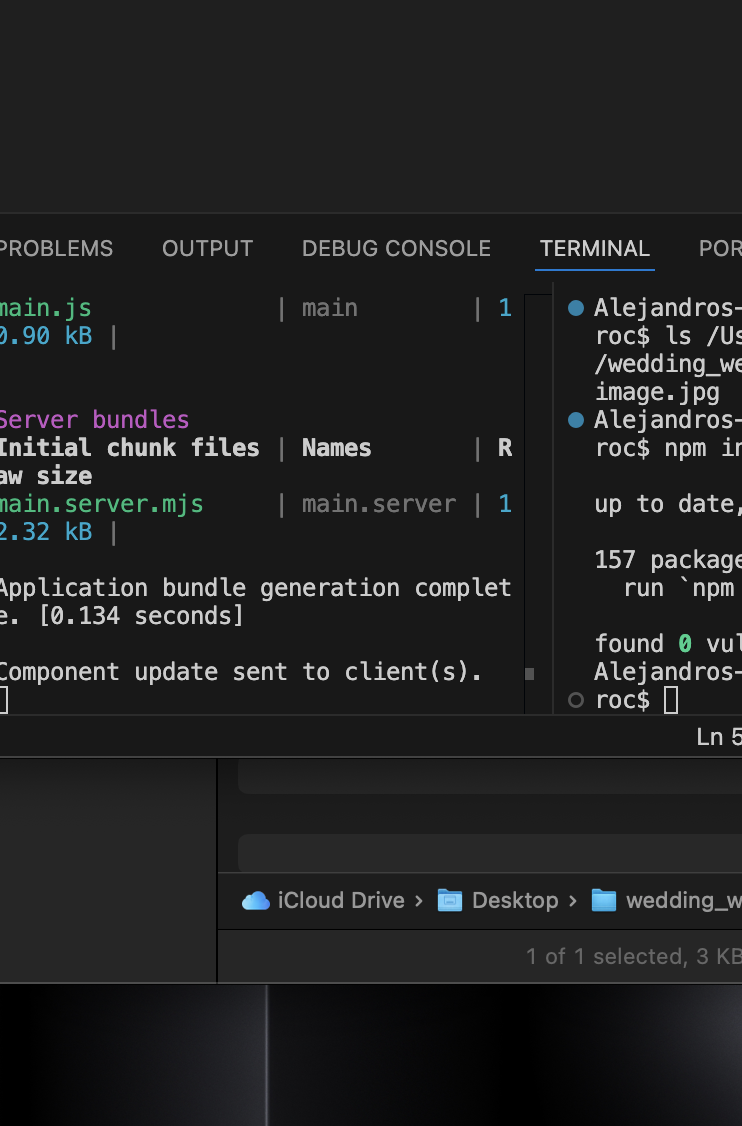 PROBLEMS OUTPUT DEBUG CONSOLE TERMINAL POR
main.js | main | 1
0.90 kB |
Server bundles
Initial chunk files | Names | R
aw size
main.server.mjs | main.server | 1
2.32 kB |
Application bundle generation complet
e. [0.134 seconds]
Component update sent to client(s).
Alejandros-
roc$ ls /Us
/wedding_we
image.jpg
Alejandros-
roc$ npm in
up to date,
157 package
run `npm
found 0 vul
Alejandros-
roc$
Ln 5
iCloud Drive › Desktop › wedding_w
1 of 1 selected, 3 KB